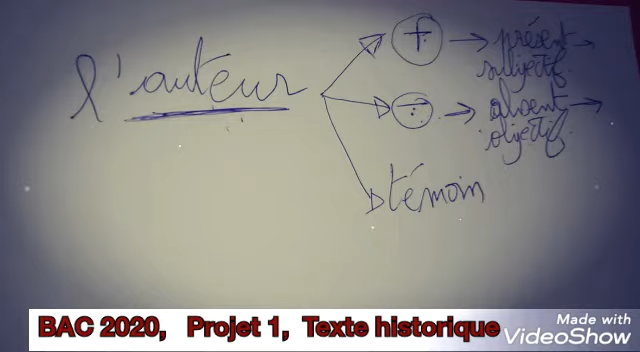 l'auteur
+ → présent →
subjectif.
→ absent →
objectif.
témoin
BAC 2020, Projet 1, Texte historique
Made with
VideoShow